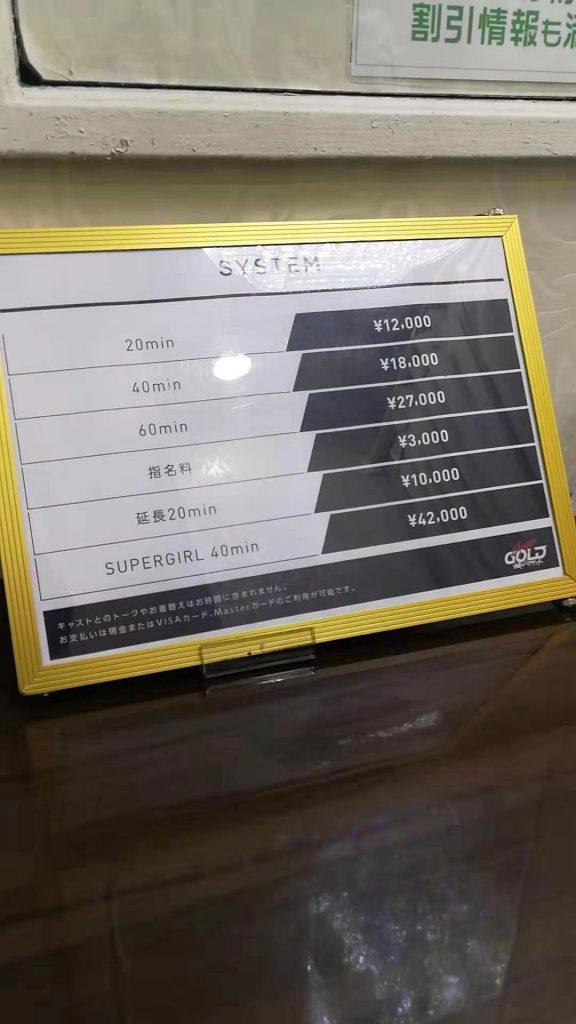 割引情報も
SYSTEM
20min ¥12,000
40min ¥18,000
60min ¥27,000
指名料 ¥3,000
延長20min ¥10,000
SUPERGIRL 40min ¥42,000
GOLD
キャストとのトークやお着替えはお時間に含まれません。
お支払いは現金またはVISAカード、Masterカードのご利用が可能です。